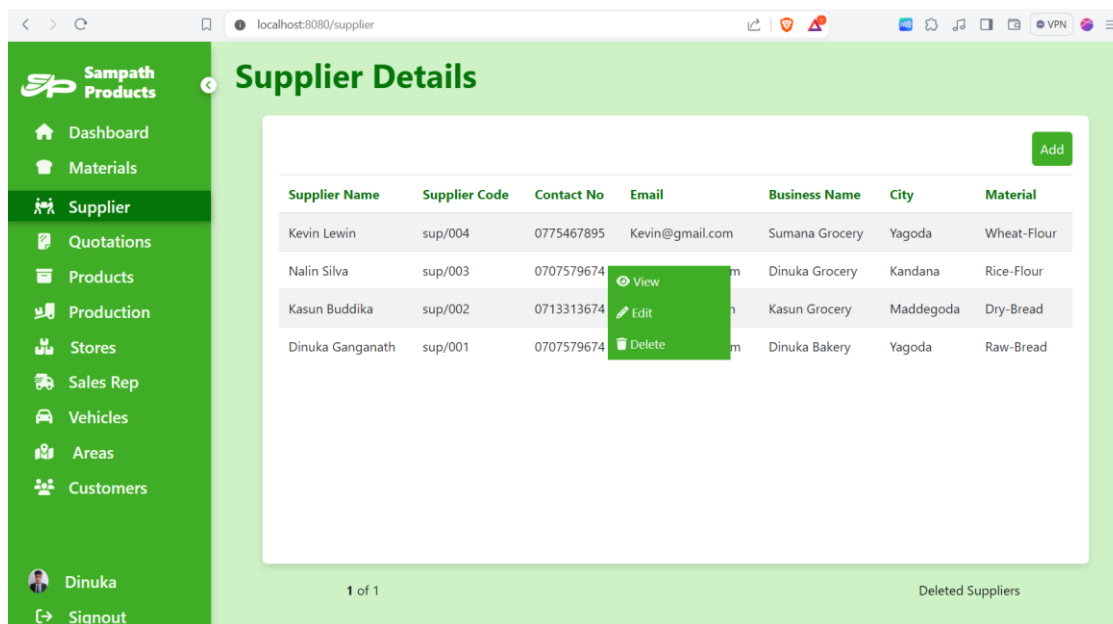 localhost:8080/supplier
VPN
Sampath
Products
Supplier Details
Dashboard
Materials
Supplier
Quotations
Products
Production
Stores
Sales Rep
Vehicles
Areas
Customers
Dinuka
Signout
Add
Supplier Name Supplier Code Contact No Email Business Name City Material
Kevin Lewin sup/004 0775467895 Kevin@gmail.com Sumana Grocery Yagoda Wheat-Flour
Nalin Silva sup/003 0707579674 m Dinuka Grocery Kandana Rice-Flour
Kasun Buddika sup/002 0713313674 Kasun Grocery Maddegoda Dry-Bread
Dinuka Ganganath sup/001 0707579674 m Dinuka Bakery Yagoda Raw-Bread
View
Edit
Delete
1 of 1
Deleted Suppliers